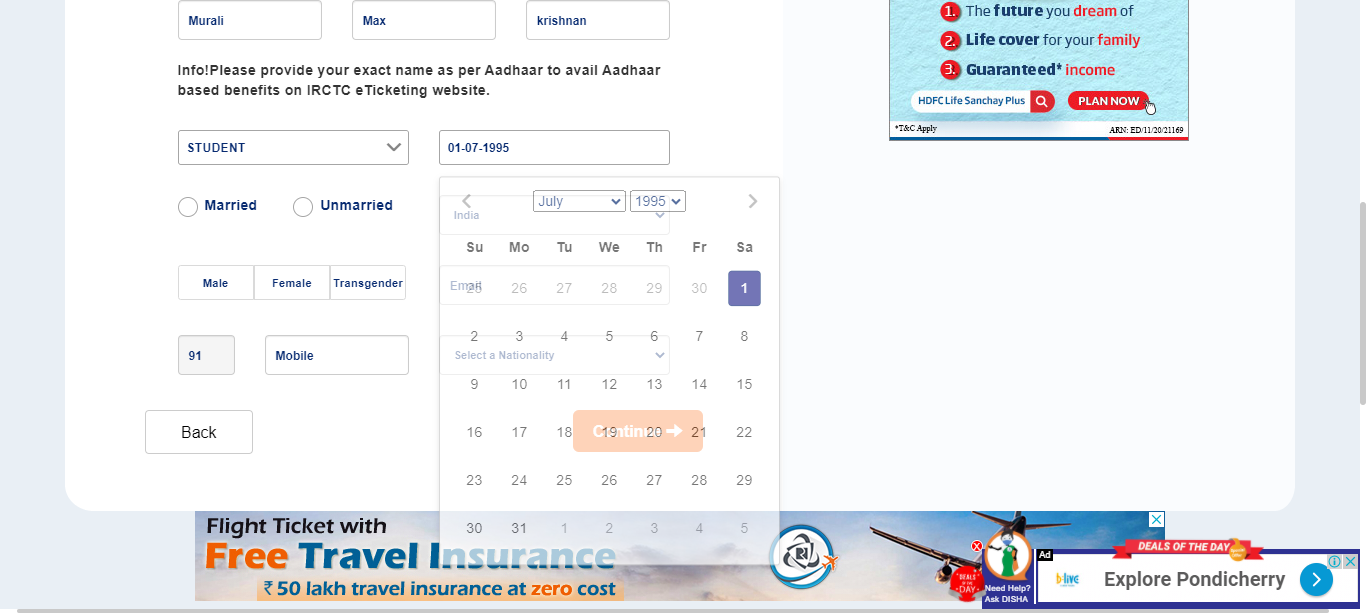 Murali Max krishnan
Info!Please provide your exact name as per Aadhaar to avail Aadhaar
based benefits on IRCTC eTicketing website.
STUDENT 01-07-1995
Married Unmarried
July 1995
India
Su Mo Tu We Th Fr Sa
Male Female Transgender
Email
25 26 27 28 29 30 1
2 3 4 5 6 7 8
91 Mobile
Select a Nationality
9 10 11 12 13 14 15
Back
Continue
16 17 18 19 20 21 22
23 24 25 26 27 28 29
30 31 1 2 3 4 5
1. The future you dream of
2. Life cover for your family
3. Guaranteed* income
HDFC Life Sanchay Plus PLAN NOW
*T&C Apply ARN: ED/11/20/21169
Flight Ticket with
Free Travel Insurance
₹ 50 lakh travel insurance at zero cost
Need Help?
Ask DISHA
DEALS
OF THE
DAY
Ad
DEALS OF THE DAY
b·live
Explore Pondicherry